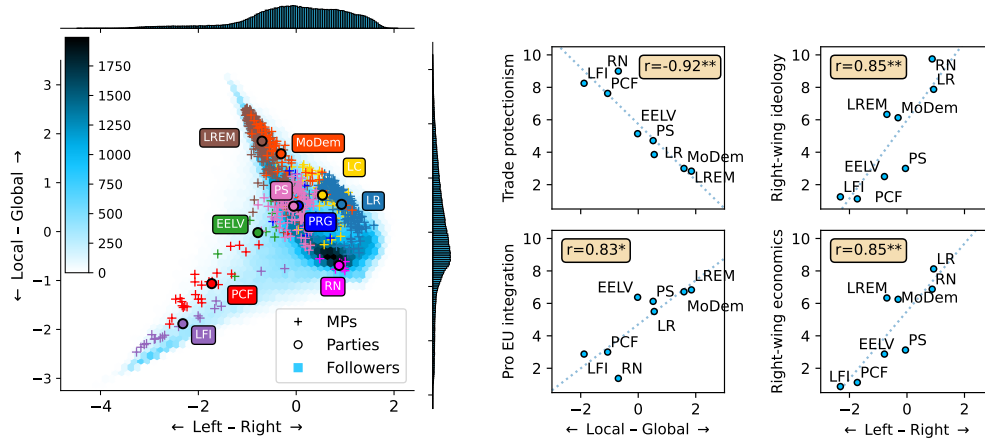 ← Local – Global →
3
2
1
0
−1
−2
−3
1750
1500
1250
1000
750
500
250
0
LREM
MoDem
LC
PS
LR
EELV
PRG
RN
PCF
LFI
MPs
Parties
Followers
−4
−2
0
2
← Left – Right →
Trade protectionism
10
8
6
4
2
RN
r=-0.92**
LFI
PCF
EELV
PS
LR
MoDem
LREM
Right-wing ideology
10
8
6
4
2
r=0.85**
RN
LR
LREM
MoDem
PS
EELV
LFI
PCF
Pro EU integration
10
8
6
4
2
r=0.83*
LREM
EELV
PS
MoDem
LR
PCF
LFI
RN
−2
0
2
← Local – Global →
Right-wing economics
10
8
6
4
2
r=0.85**
LR
RN
LREM
MoDem
EELV
PS
PCF
LFI
−2
0
2
← Left – Right →